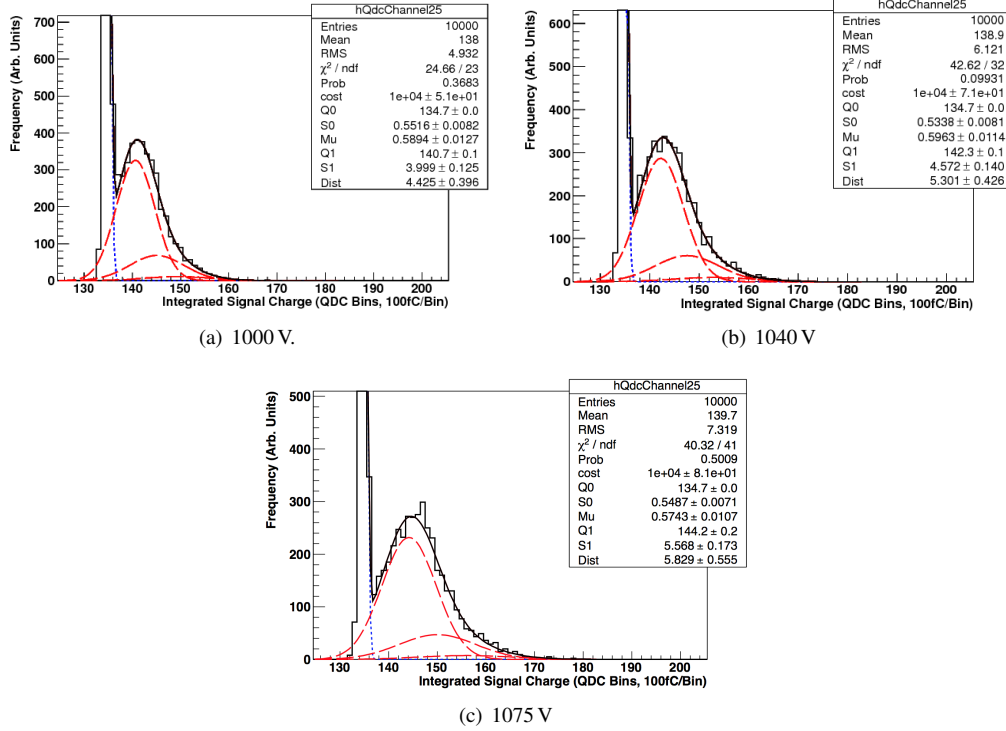 hQdcChannel25
Entries 10000
Mean 138
RMS 4.932
χ² / ndf 24.66 / 23
Prob 0.3683
cost 1e+04 ± 5.1e+01
Q0 134.7 ± 0.0
S0 0.5516 ± 0.0082
Mu 0.5894 ± 0.0127
Q1 140.7 ± 0.1
S1 3.999 ± 0.125
Dist 4.425 ± 0.396
Frequency (Arb. Units)
700
600
500
400
300
200
100
0
130 140 150 160 170 180 190 200
Integrated Signal Charge (QDC Bins, 100fC/Bin)
(a) 1000 V.
hQdcChannel25
Entries 10000
Mean 138.9
RMS 6.121
χ² / ndf 42.62 / 32
Prob 0.09931
cost 1e+04 ± 7.1e+01
Q0 134.7 ± 0.0
S0 0.5338 ± 0.0081
Mu 0.5963 ± 0.0114
Q1 142.3 ± 0.1
S1 4.572 ± 0.140
Dist 5.301 ± 0.426
Frequency (Arb. Units)
600
500
400
300
200
100
0
130 140 150 160 170 180 190 200
Integrated Signal Charge (QDC Bins, 100fC/Bin)
(b) 1040 V
hQdcChannel25
Entries 10000
Mean 139.7
RMS 7.319
χ² / ndf 40.32 / 41
Prob 0.5009
cost 1e+04 ± 8.1e+01
Q0 134.7 ± 0.0
S0 0.5487 ± 0.0071
Mu 0.5743 ± 0.0107
Q1 144.2 ± 0.2
S1 5.568 ± 0.173
Dist 5.829 ± 0.555
Frequency (Arb. Units)
500
400
300
200
100
0
130 140 150 160 170 180 190 200
Integrated Signal Charge (QDC Bins, 100fC/Bin)
(c) 1075 V